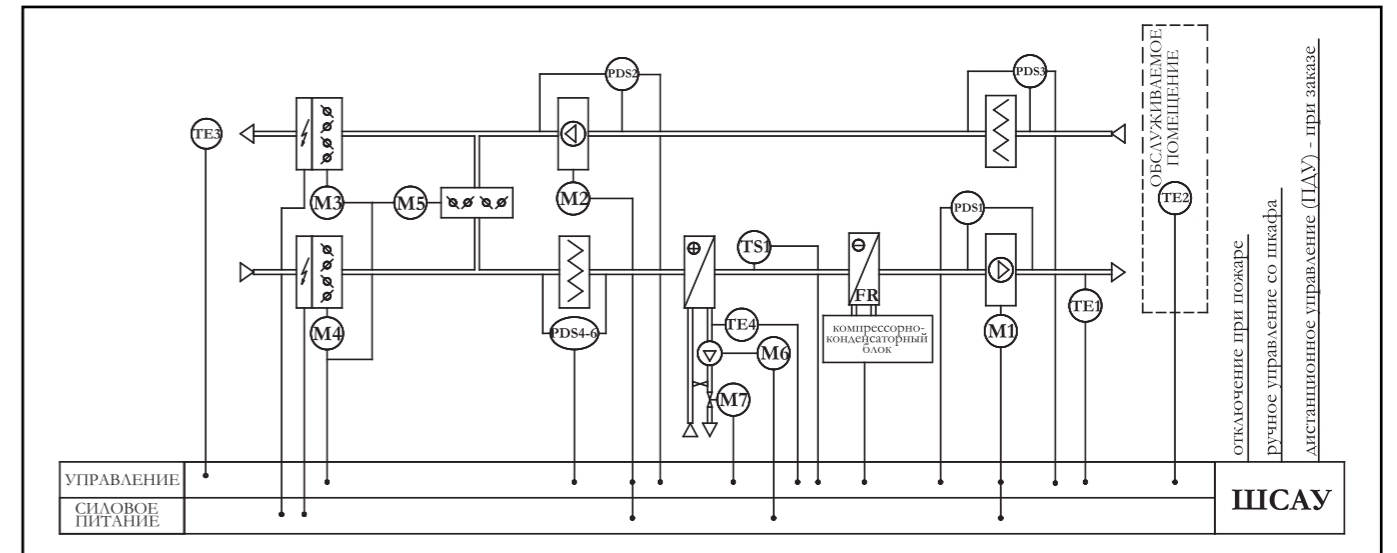 PDS2
PDS3
TE3
ОБСЛУЖИВАЕМОЕ
ПОМЕЩЕНИЕ
M3
M5
M2
PDS1
TE2
TS1
M4
PDS4-6
TE4
M6
M7
FR
компрессорно-
конденсаторный
блок
M1
TE1
отключение при пожаре
ручное управление со шкафа
дистанционное управление (ПДУ) - при заказе
УПРАВЛЕНИЕ
СИЛОВОЕ
ПИТАНИЕ
ШСАУ